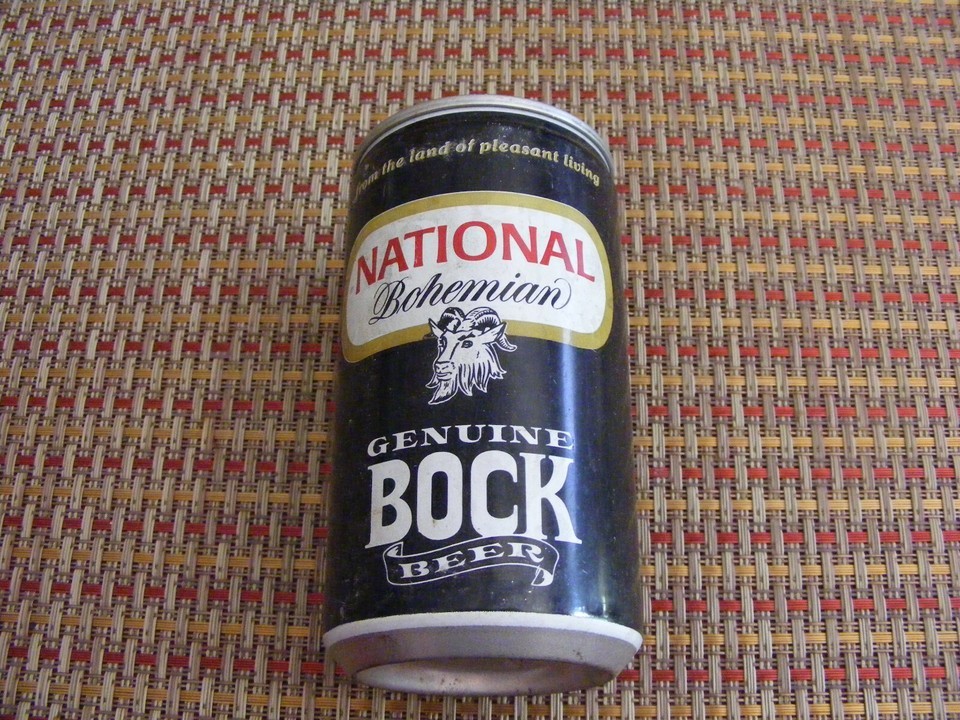 from the land of pleasant living
NATIONAL
Bohemian
GENUINE
BOCK
BEER